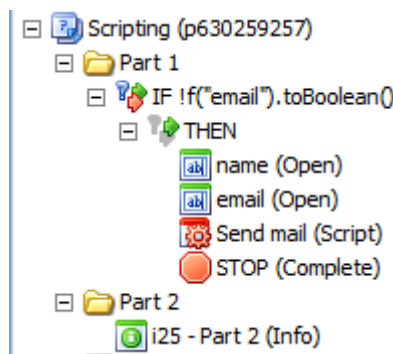 Scripting (p630259257)
Part 1
IF !f("email").toBoolean()
THEN
name (Open)
email (Open)
Send mail (Script)
STOP (Complete)
Part 2
i25 - Part 2 (Info)